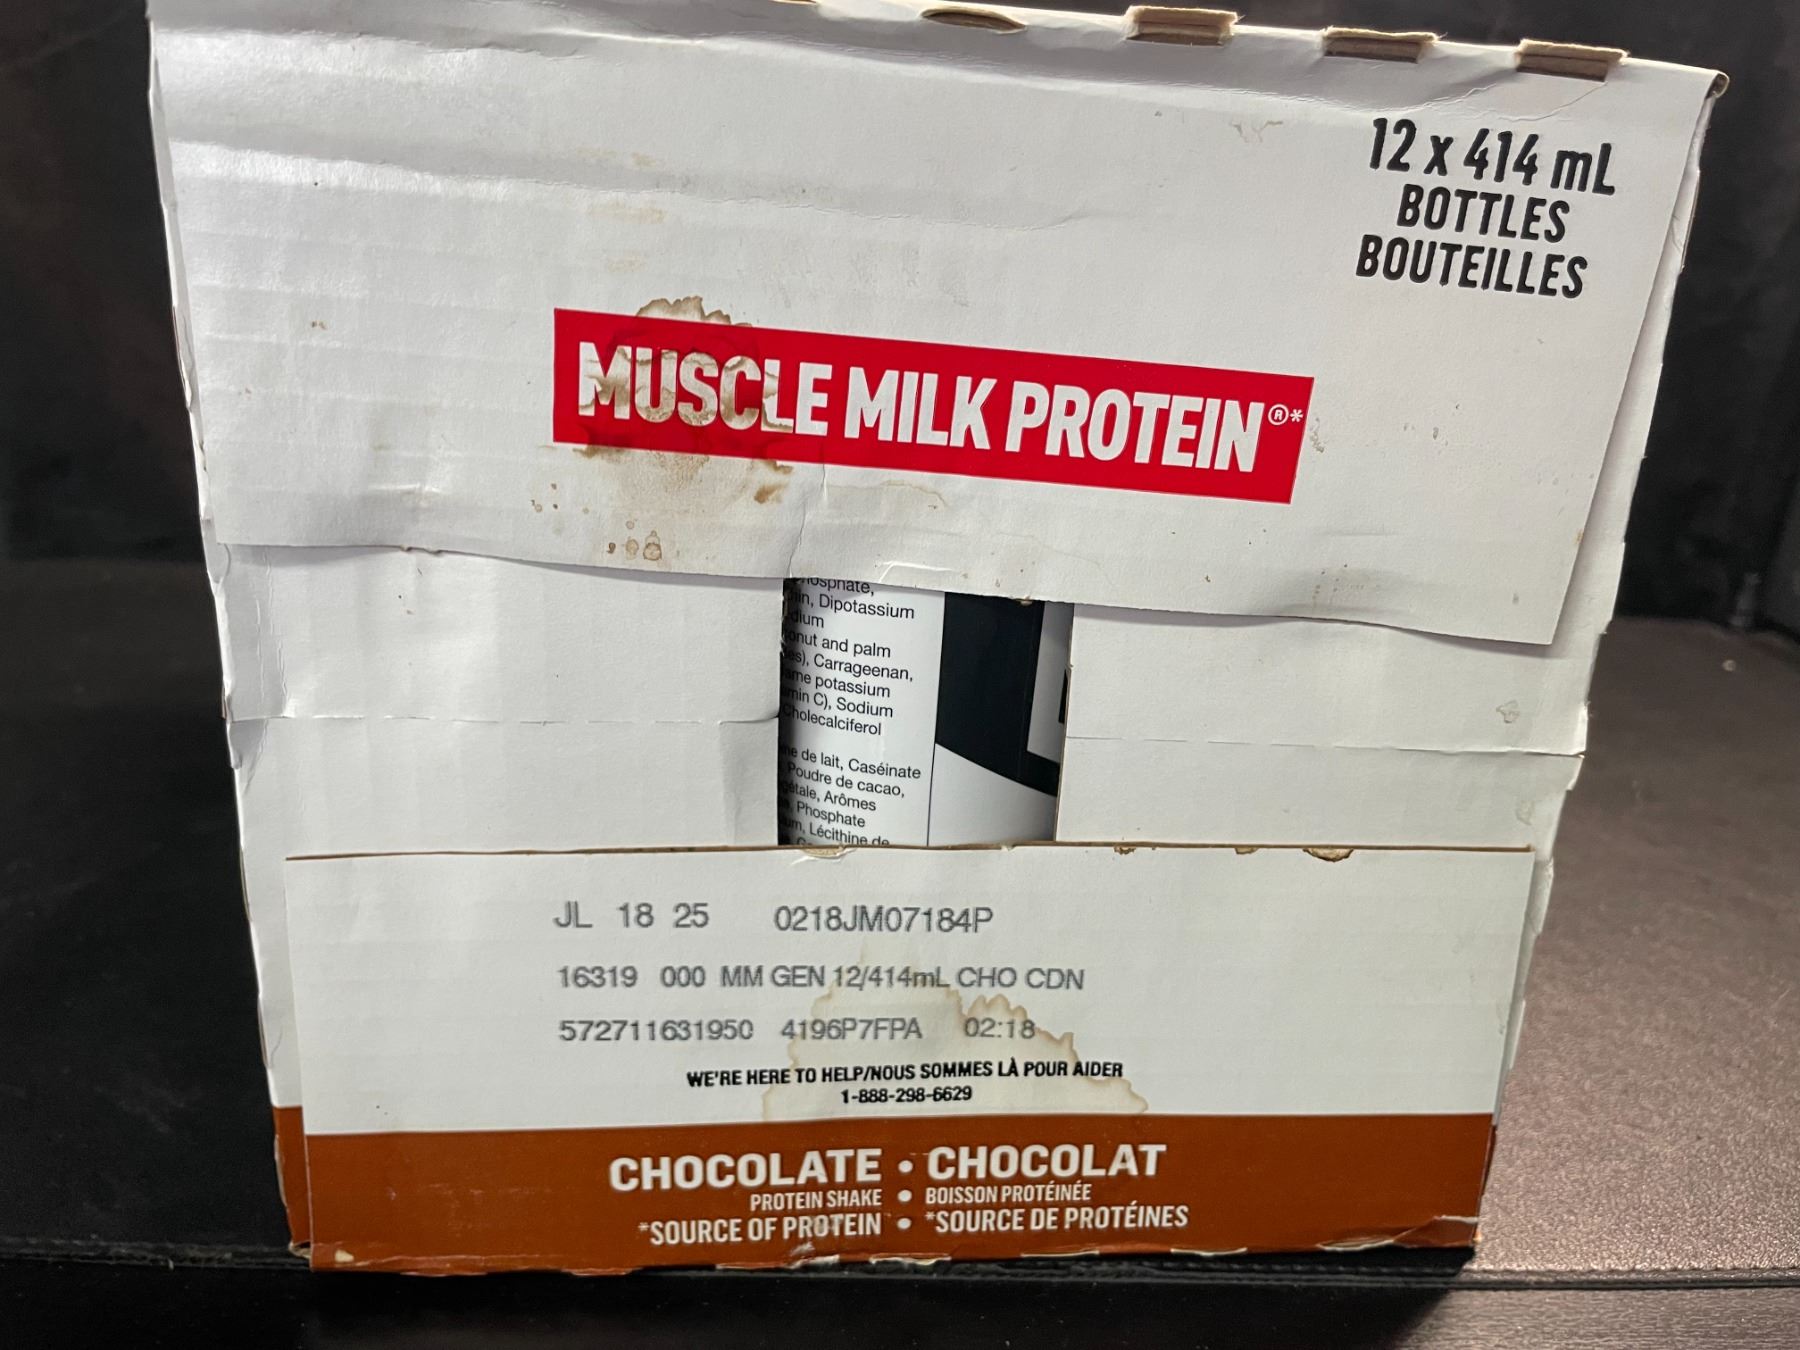 12 x 414 mL
BOTTLES
BOUTEILLES
MUSCLE MILK PROTEIN®*
Dipotassium
and palm
Carrageenan,
potassium
C), Sodium
Cholecalciferol
de lait, Caséinate
Poudre de cacao,
Arômes
Phosphate
Lécithine de
JL 18 25 0218JM07184P
16319 000 MM GEN 12/414mL CHO CDN
572711631950 4196P7FPA 02:18
WE'RE HERE TO HELP/NOUS SOMMES LÀ POUR AIDER
1-888-298-6629
CHOCOLATE • CHOCOLAT
PROTEIN SHAKE • BOISSON PROTÉINÉE
*SOURCE OF PROTEIN • *SOURCE DE PROTÉINES